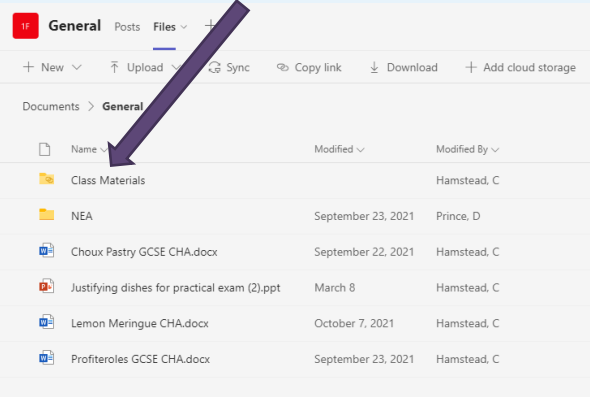 1F General Posts Files +
+ New Upload Sync Copy link Download + Add cloud storage
Documents > General
Name Modified Modified By
Class Materials Hamstead, C
NEA September 23, 2021 Prince, D
Choux Pastry GCSE CHA.docx September 22, 2021 Hamstead, C
Justifying dishes for practical exam (2).ppt March 8 Hamstead, C
Lemon Meringue CHA.docx October 7, 2021 Hamstead, C
Profiteroles GCSE CHA.docx September 23, 2021 Hamstead, C